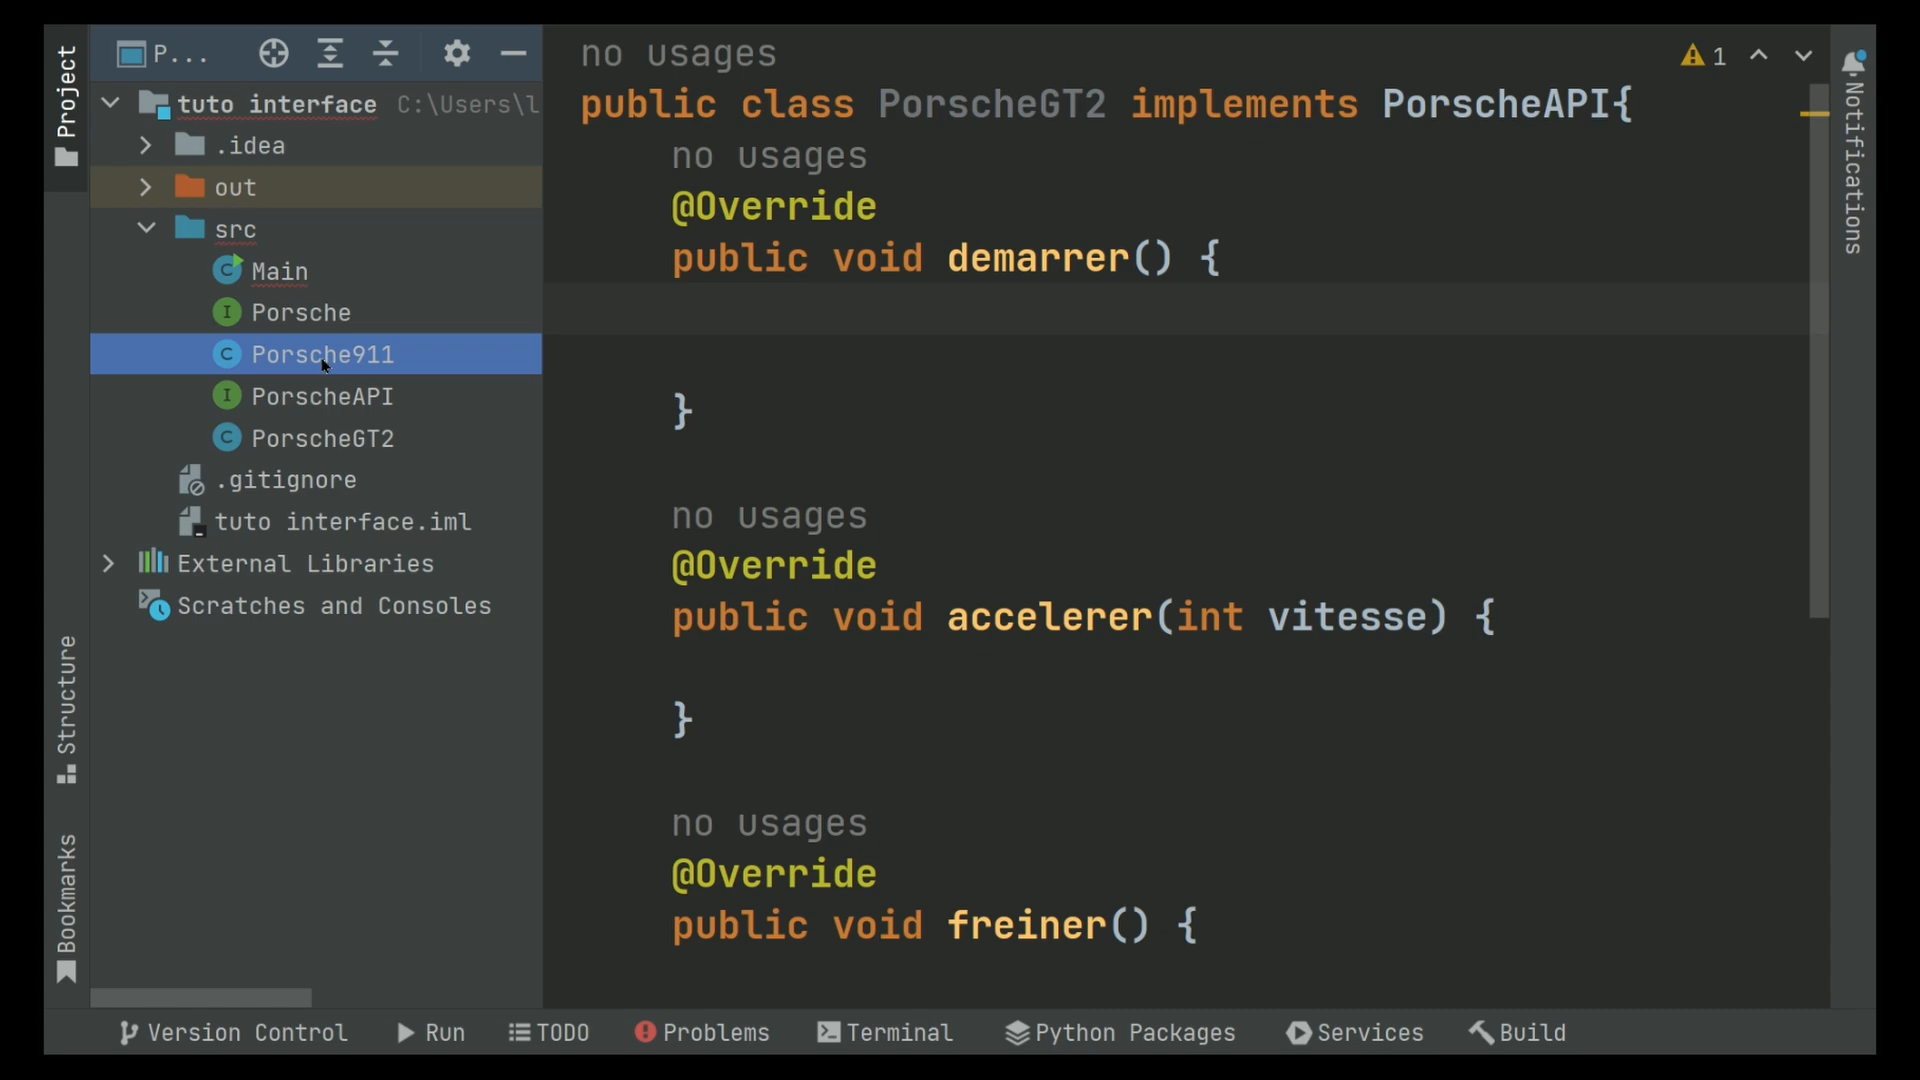 Project
Structure
Bookmarks
P...
tuto interface C:\Users\l
.idea
out
src
Main
Porsche
Porsche911
PorscheAPI
PorscheGT2
.gitignore
tuto interface.iml
External Libraries
Scratches and Consoles
no usages
public class PorscheGT2 implements PorscheAPI{
no usages
@Override
public void demarrer() {
}
no usages
@Override
public void accelerer(int vitesse) {
}
no usages
@Override
public void freiner() {
1
Notifications
Version Control Run TODO Problems Terminal Python Packages Services Build